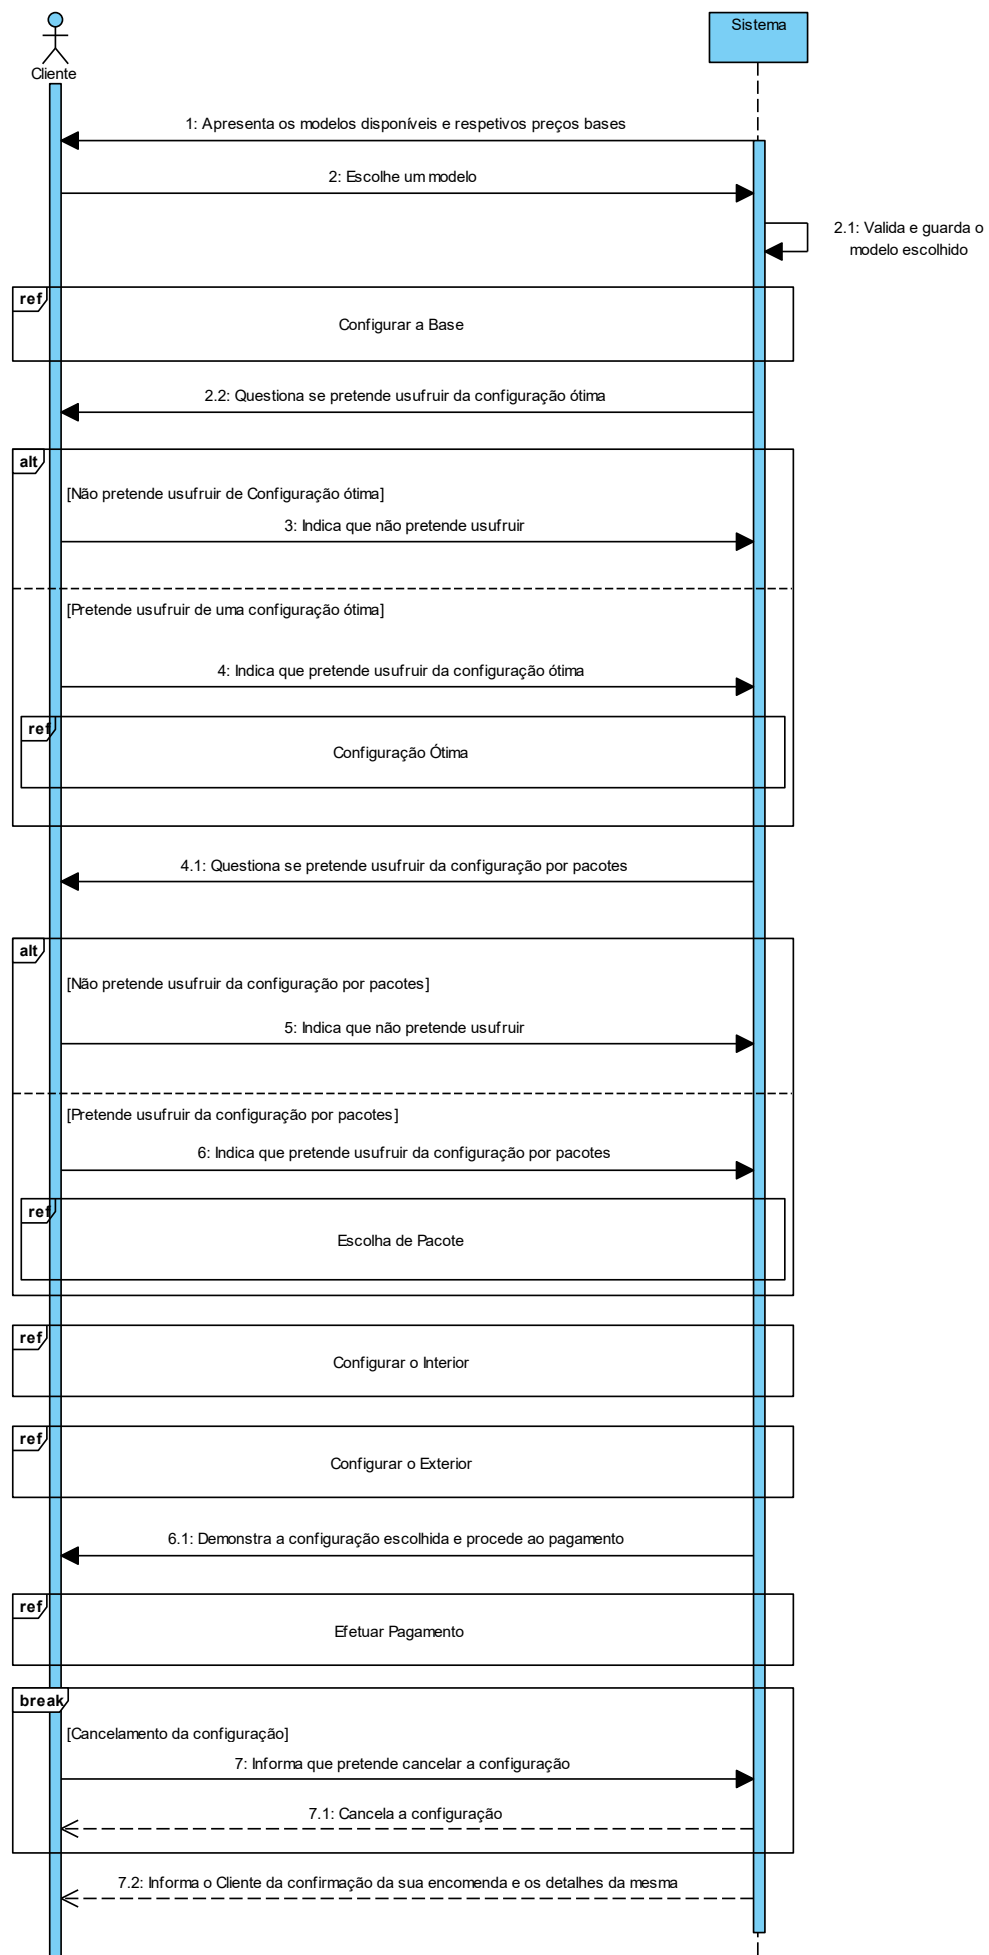 Sistema
Cliente
1: Apresenta os modelos disponíveis e respetivos preços bases
2: Escolhe um modelo
2.1: Valida e guarda o
modelo escolhido
ref
Configurar a Base
2.2: Questiona se pretende usufruir da configuração ótima
alt
[Não pretende usufruir de Configuração ótima]
3: Indica que não pretende usufruir
[Pretende usufruir de uma configuração ótima]
4: Indica que pretende usufruir da configuração ótima
ref
Configuração Ótima
4.1: Questiona se pretende usufruir da configuração por pacotes
alt
[Não pretende usufruir da configuração por pacotes]
5: Indica que não pretende usufruir
[Pretende usufruir da configuração por pacotes]
6: Indica que pretende usufruir da configuração por pacotes
ref
Escolha de Pacote
ref
Configurar o Interior
ref
Configurar o Exterior
6.1: Demonstra a configuração escolhida e procede ao pagamento
ref
Efetuar Pagamento
break
[Cancelamento da configuração]
7: Informa que pretende cancelar a configuração
7.1: Cancela a configuração
7.2: Informa o Cliente da confirmação da sua encomenda e os detalhes da mesma